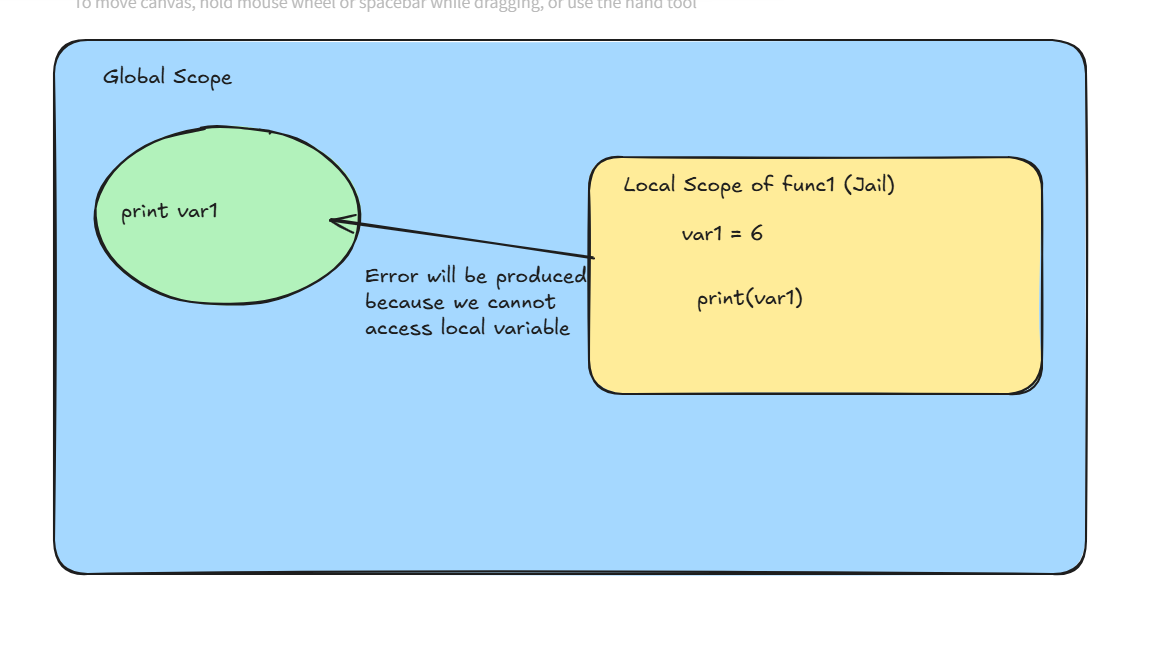 To move canvas, hold mouse wheel or spacebar while dragging, or use the hand tool
Global Scope
print var1
Local Scope of func1 (Jail)
var1 = 6
print(var1)
Error will be produced
because we cannot
access local variable